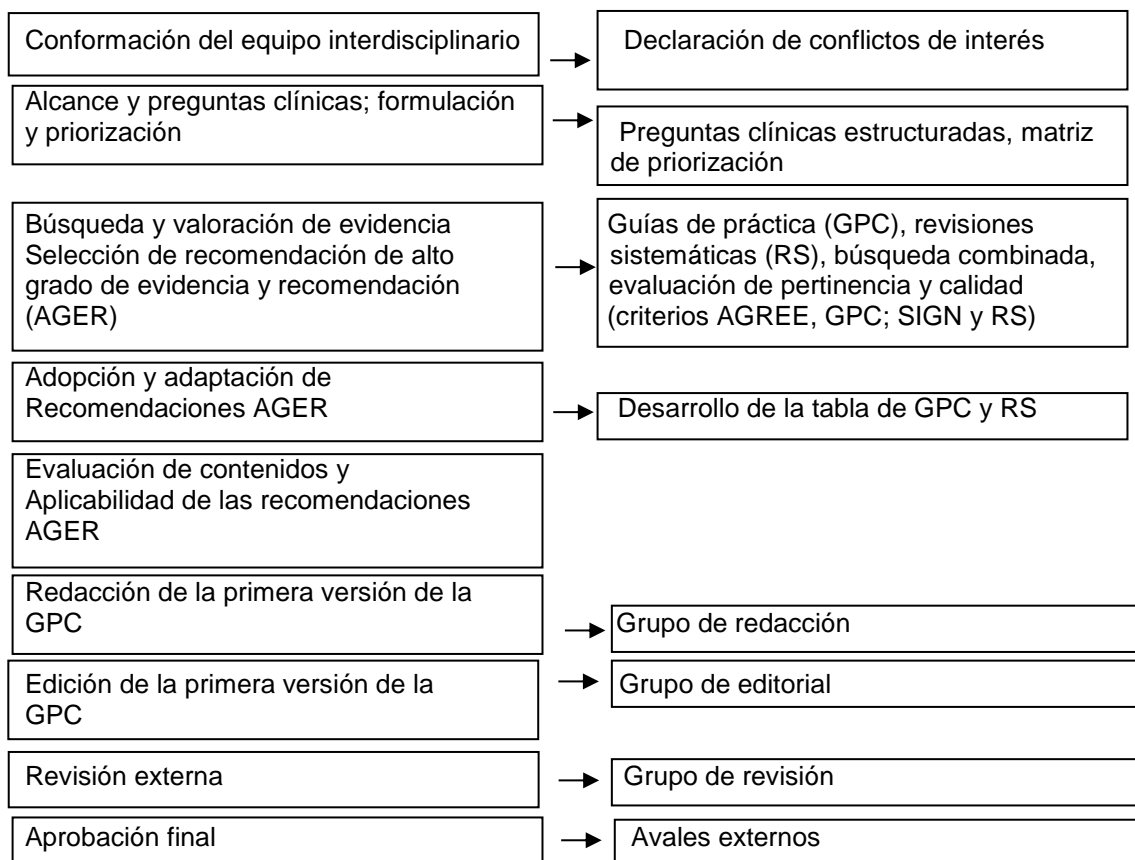 Conformación del equipo interdisciplinario
Declaración de conflictos de interés
Alcance y preguntas clínicas; formulación
y priorización
Preguntas clínicas estructuradas, matriz
de priorización
Búsqueda y valoración de evidencia
Selección de recomendación de alto
grado de evidencia y recomendación
(AGER)
Guías de práctica (GPC), revisiones
sistemáticas (RS), búsqueda combinada,
evaluación de pertinencia y calidad
(criterios AGREE, GPC; SIGN y RS)
Adopción y adaptación de
Recomendaciones AGER
Desarrollo de la tabla de GPC y RS
Evaluación de contenidos y
Aplicabilidad de las recomendaciones
AGER
Redacción de la primera versión de la
GPC
Grupo de redacción
Edición de la primera versión de la
GPC
Grupo de editorial
Revisión externa
Grupo de revisión
Aprobación final
Avales externos